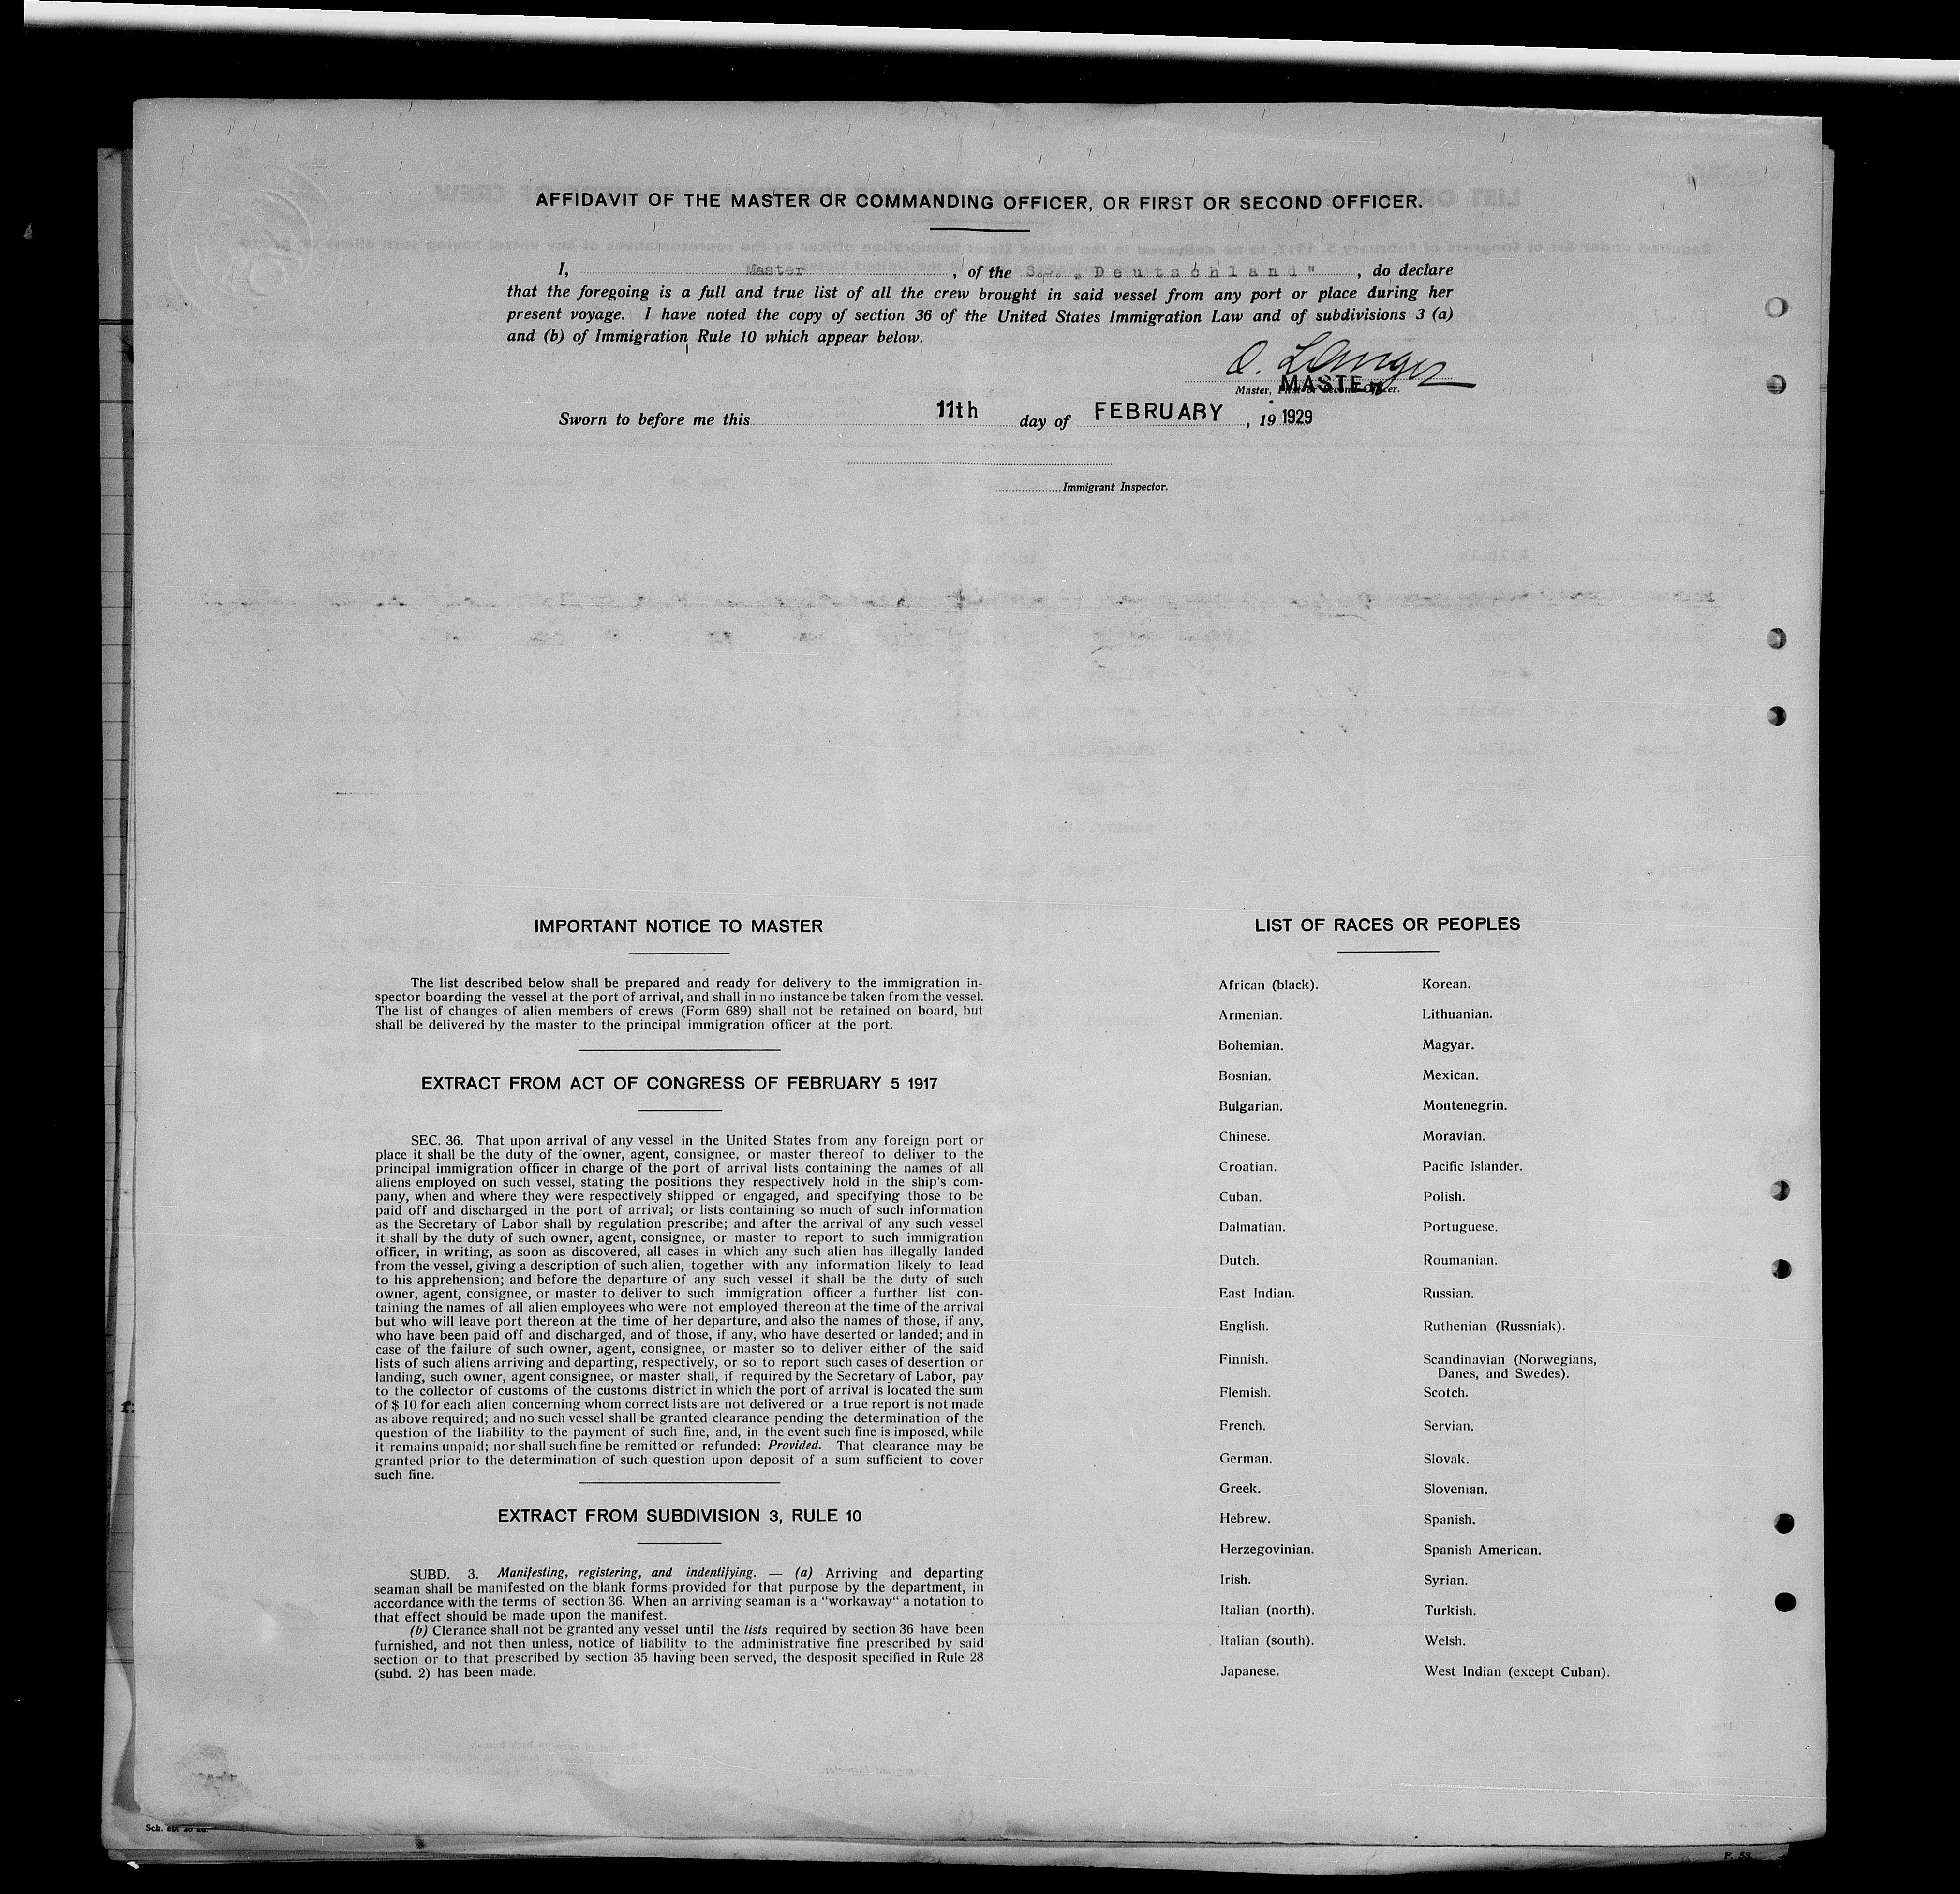 AFFIDAVIT OF THE MASTER OR COMMANDING OFFICER, OR FIRST OR SECOND OFFICER.
I, Master , of the S.S. „Deutschland" , do declare
that the foregoing is a full and true list of all the crew brought in said vessel from any port or place during her
present voyage. I have noted the copy of section 36 of the United States Immigration Law and of subdivisions 3 (a)
and (b) of Immigration Rule 10 which appear below.
MASTER
Master, First or Second Officer.
Sworn to before me this 11th day of FEBRUARY , 19 1929
Immigrant Inspector.
IMPORTANT NOTICE TO MASTER
The list described below shall be prepared and ready for delivery to the immigration in-
spector boarding the vessel at the port of arrival, and shall in no instance be taken from the vessel.
The list of changes of alien members of crews (Form 689) shall not be retained on board, but
shall be delivered by the master to the principal immigration officer at the port.
EXTRACT FROM ACT OF CONGRESS OF FEBRUARY 5 1917
SEC. 36. That upon arrival of any vessel in the United States from any foreign port or
place it shall be the duty of the owner, agent, consignee, or master thereof to deliver to the
principal immigration officer in charge of the port of arrival lists containing the names of all
aliens employed on such vessel, stating the positions they respectively hold in the ship's com-
pany, when and where they were respectively shipped or engaged, and specifying those to be
paid off and discharged in the port of arrival; or lists containing so much of such information
as the Secretary of Labor shall by regulation prescribe; and after the arrival of any such vessel
it shall by the duty of such owner, agent, consignee, or master to report to such immigration
officer, in writing, as soon as discovered, all cases in which any such alien has illegally landed
from the vessel, giving a description of such alien, together with any information likely to lead
to his apprehension; and before the departure of any such vessel it shall be the duty of such
owner, agent, consignee, or master to deliver to such immigration officer a further list con-
taining the names of all alien employees who were not employed thereon at the time of the arrival
but who will leave port thereon at the time of her departure, and also the names of those, if any,
who have been paid off and discharged, and of those, if any, who have deserted or landed; and in
case of the failure of such owner, agent, consignee, or master so to deliver either of the said
lists of such aliens arriving and departing, respectively, or so to report such cases of desertion or
landing, such owner, agent consignee, or master shall, if required by the Secretary of Labor, pay
to the collector of customs of the customs district in which the port of arrival is located the sum
of $ 10 for each alien concerning whom correct lists are not delivered or a true report is not made
as above required; and no such vessel shall be granted clearance pending the determination of the
question of the liability to the payment of such fine, and, in the event such fine is imposed, while
it remains unpaid; nor shall such fine be remitted or refunded: Provided. That clearance may be
granted prior to the determination of such question upon deposit of a sum sufficient to cover
such fine.
EXTRACT FROM SUBDIVISION 3, RULE 10
SUBD. 3. Manifesting, registering, and indentifying. — (a) Arriving and departing
seaman shall be manifested on the blank forms provided for that purpose by the department, in
accordance with the terms of section 36. When an arriving seaman is a "workaway" a notation to
that effect should be made upon the manifest.
(b) Clerance shall not be granted any vessel until the lists required by section 36 have been
furnished, and not then unless, notice of liability to the administrative fine prescribed by said
section or to that prescribed by section 35 having been served, the desposit specified in Rule 28
(subd. 2) has been made.
LIST OF RACES OR PEOPLES
African (black). Korean.
Armenian. Lithuanian.
Bohemian. Magyar.
Bosnian. Mexican.
Bulgarian. Montenegrin.
Chinese. Moravian.
Croatian. Pacific Islander.
Cuban. Polish.
Dalmatian. Portuguese.
Dutch. Roumanian.
East Indian. Russian.
English. Ruthenian (Russniak).
Finnish. Scandinavian (Norwegians,
Danes, and Swedes).
Flemish. Scotch.
French. Servian.
German. Slovak.
Greek. Slovenian.
Hebrew. Spanish.
Herzegovinian. Spanish American.
Irish. Syrian.
Italian (north). Turkish.
Italian (south). Welsh.
Japanese. West Indian (except Cuban).
Sch.
F. 53